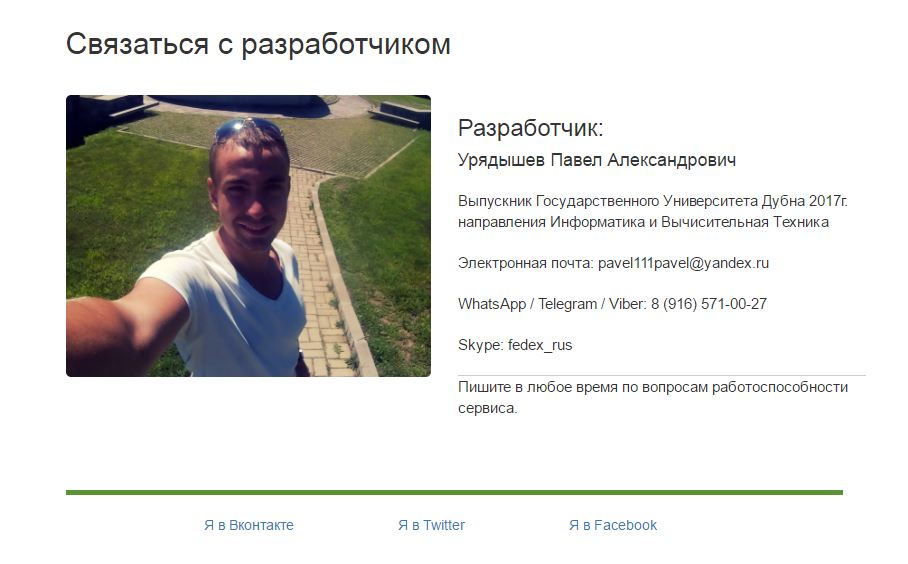 Связаться с разработчиком
Разработчик:
Урядышев Павел Александрович
Выпускник Государственного Университета Дубна 2017г.
направления Информатика и Вычисительная Техника
Электронная почта: pavel111pavel@yandex.ru
WhatsApp / Telegram / Viber: 8 (916) 571-00-27
Skype: fedex_rus
Пишите в любое время по вопросам работоспособности
сервиса.
Я в Вконтакте
Я в Twitter
Я в Facebook